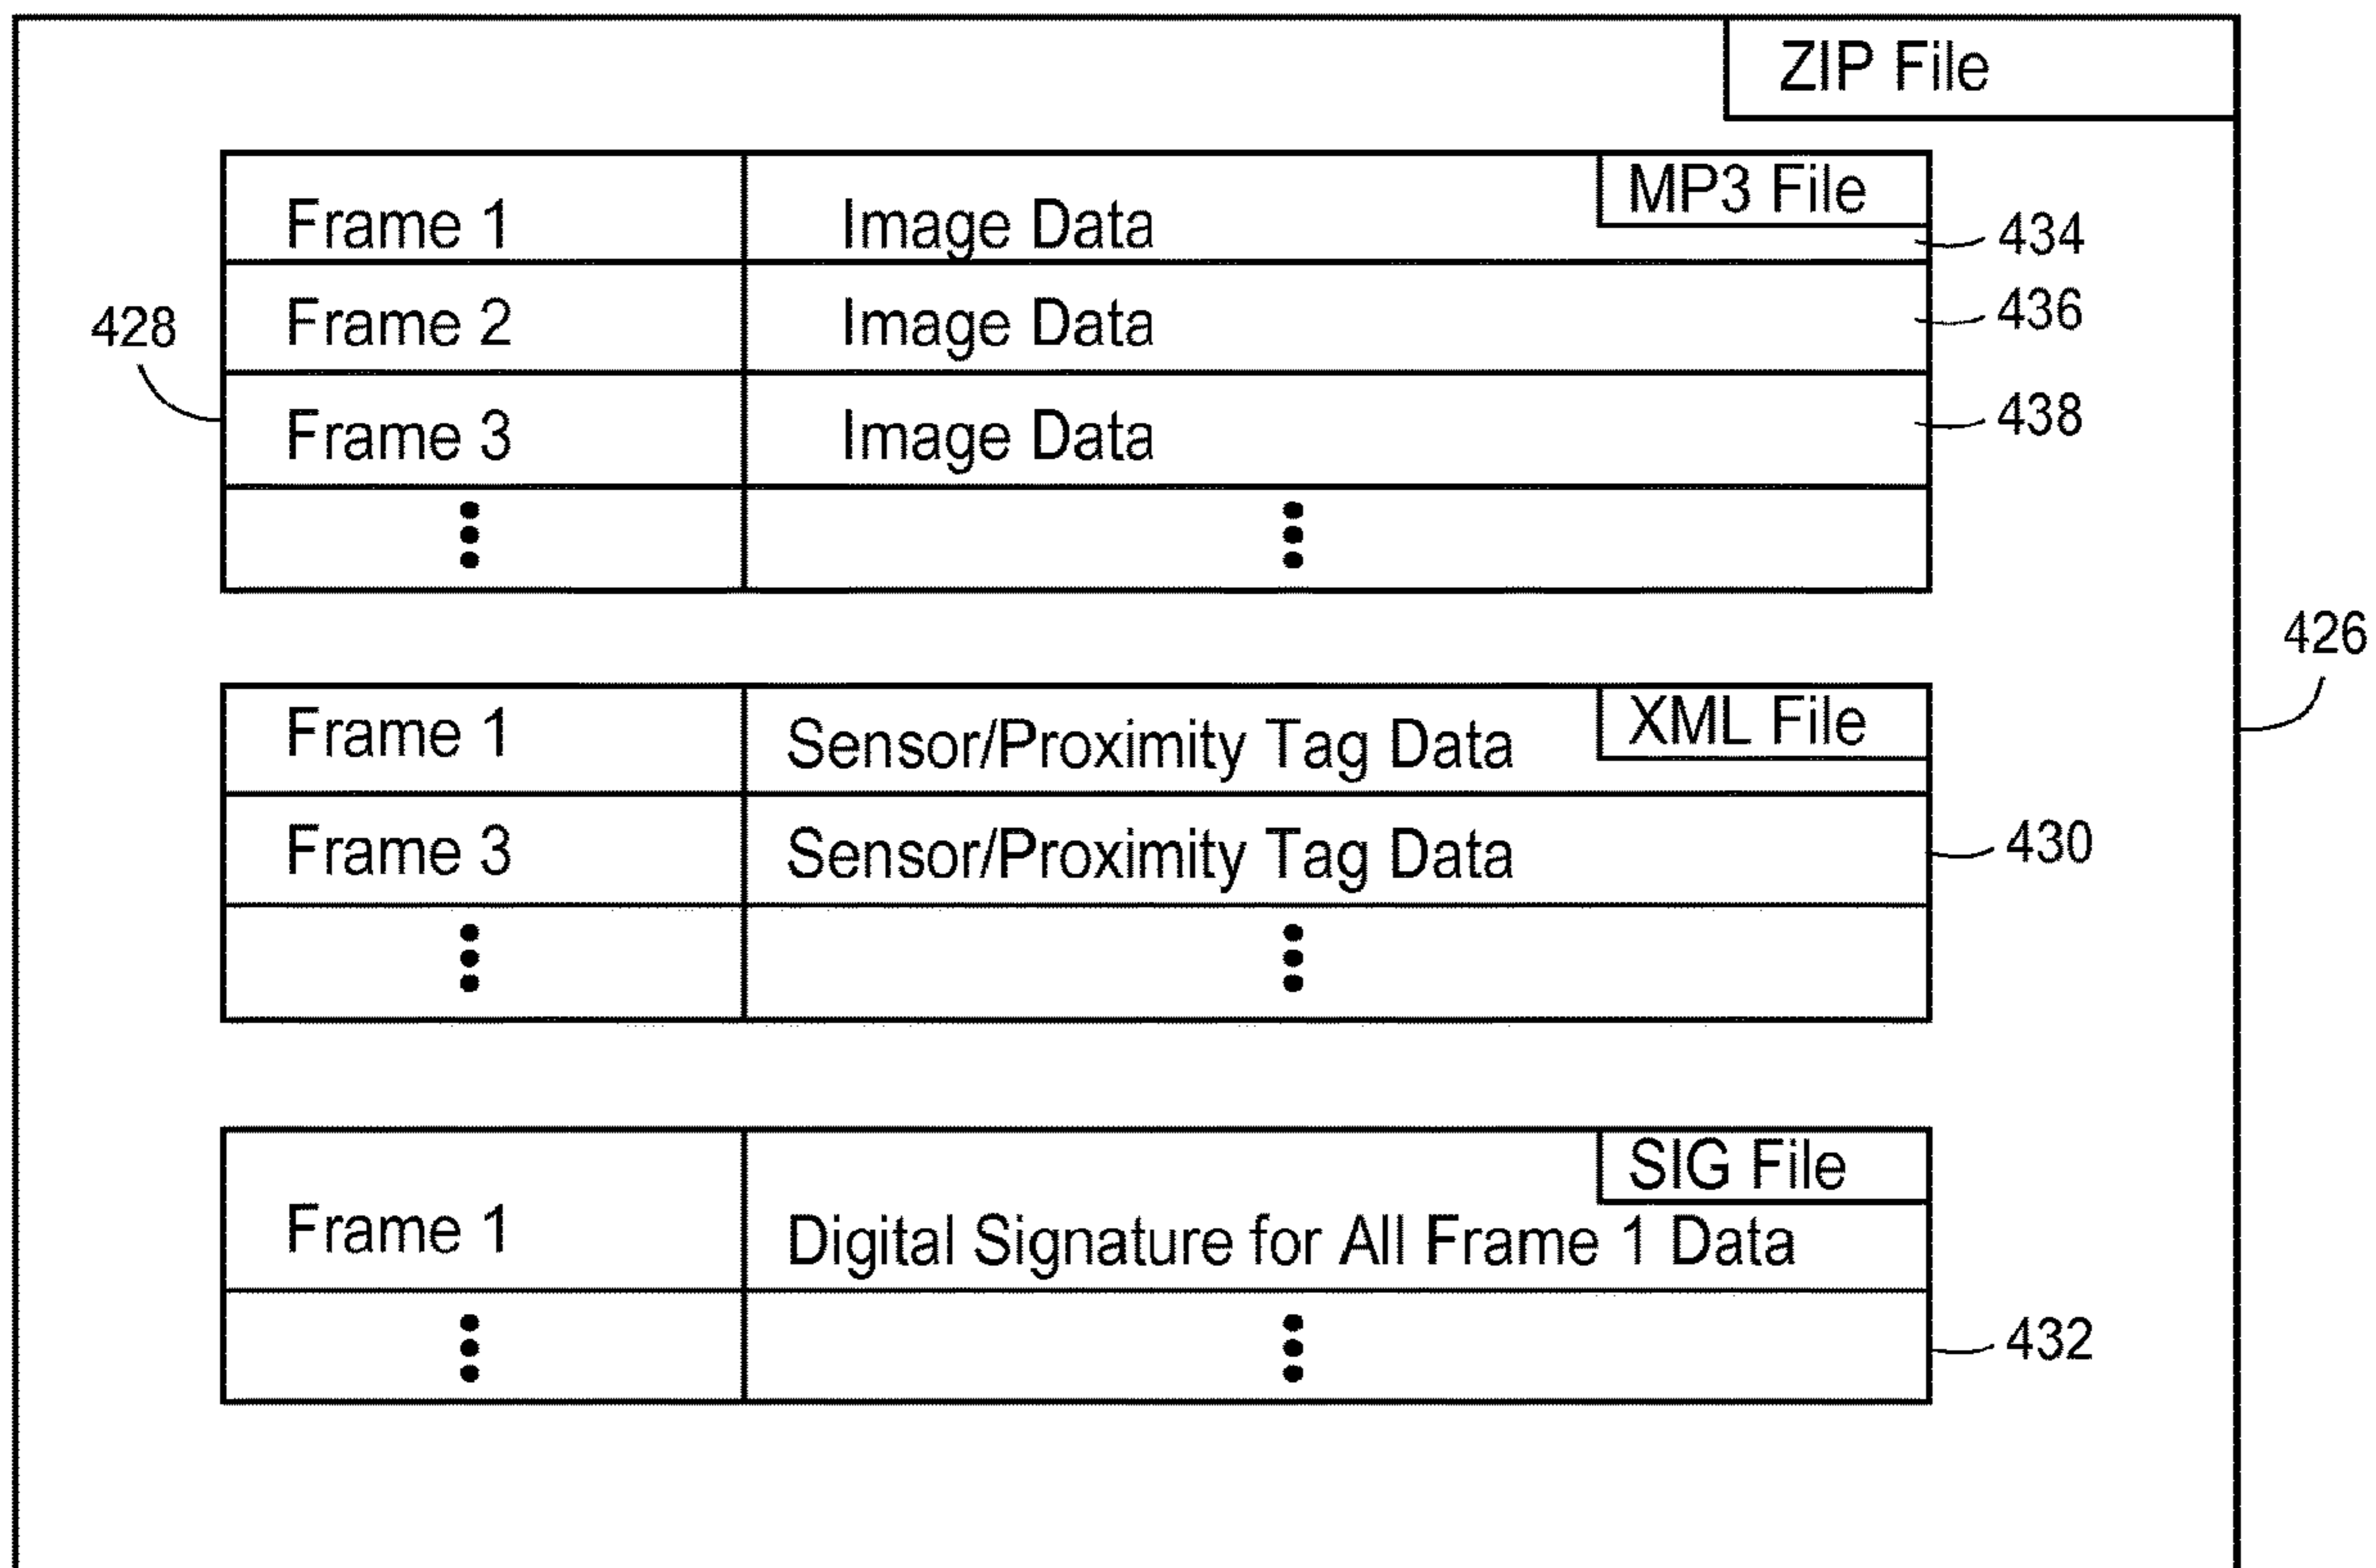 ZIP File
MP3 File
Frame 1 Image Data
434
Frame 2 Image Data
436
428
Frame 3 Image Data
438
426
XML File
Frame 1 Sensor/Proximity Tag Data
Frame 3 Sensor/Proximity Tag Data
430
SIG File
Frame 1 Digital Signature for All Frame 1 Data
432